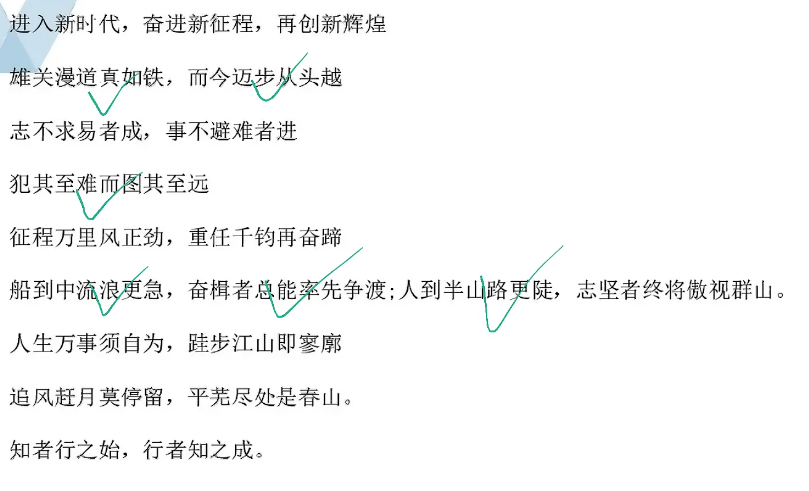 进入新时代，奋进新征程，再创新辉煌
雄关漫道真如铁，而今迈步从头越
志不求易者成，事不避难者进
犯其至难而图其至远
征程万里风正劲，重任千钧再奋蹄
船到中流浪更急，奋楫者总能率先争渡;人到半山路更陡，志坚者终将傲视群山。
人生万事须自为，跬步江山即寥廓
追风赶月莫停留，平芜尽处是春山。
知者行之始，行者知之成。